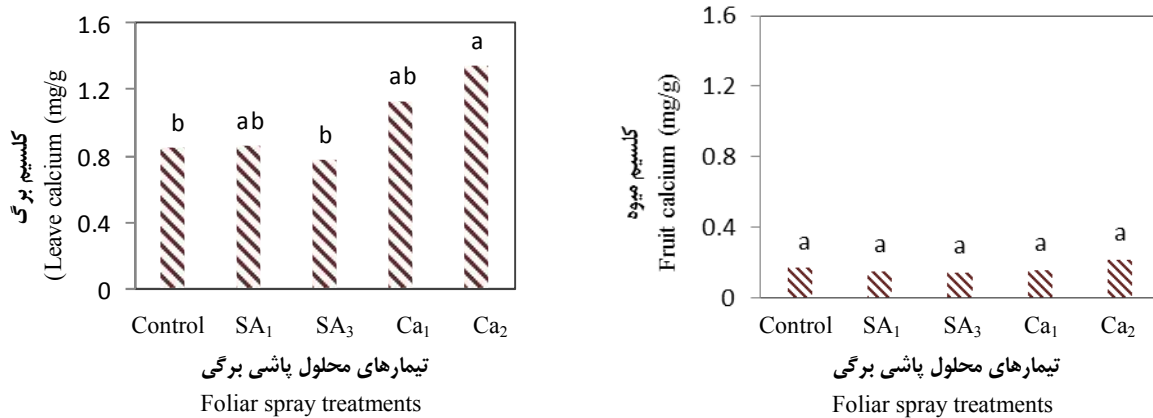 1.6
1.2
0.8
0.4
0
b
ab
b
ab
a
کلسیم برگ
(Leave calcium (mg/g
Control SA₁ SA₃ Ca₁ Ca₂
تیمارهای محلول پاشی برگی
Foliar spray treatments
1.6
1.2
0.8
0.4
0
a
a
a
a
a
کلسیم میوه
Fruit calcium (mg/g)
Control SA₁ SA₃ Ca₁ Ca₂
تیمارهای محلول پاشی برگی
Foliar spray treatments